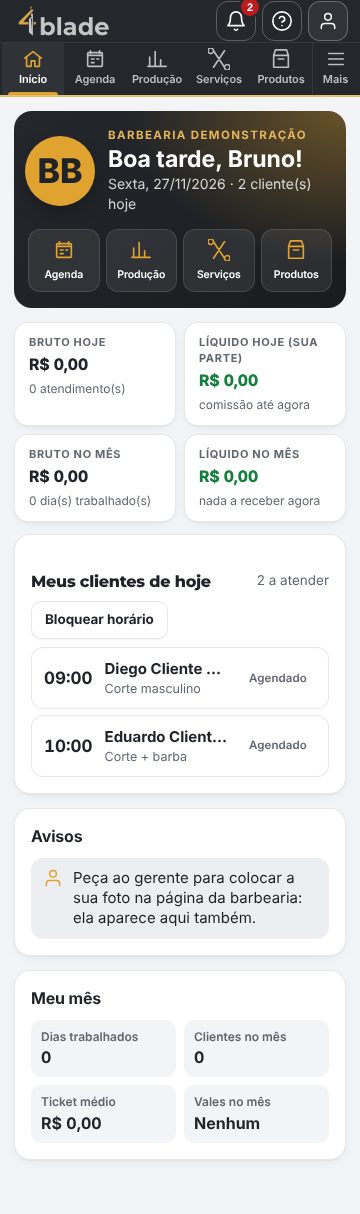 4blade
2
Início
Agenda
Produção
Serviços
Produtos
Mais
BB
BARBEARIA DEMONSTRAÇÃO
Boa tarde, Bruno!
Sexta, 27/11/2026 · 2 cliente(s)
hoje
Agenda
Produção
Serviços
Produtos
BRUTO HOJE
R$ 0,00
0 atendimento(s)
LÍQUIDO HOJE (SUA
PARTE)
R$ 0,00
comissão até agora
BRUTO NO MÊS
R$ 0,00
0 dia(s) trabalhado(s)
LÍQUIDO NO MÊS
R$ 0,00
nada a receber agora
Meus clientes de hoje
2 a atender
Bloquear horário
09:00
Diego Cliente ...
Corte masculino
Agendado
10:00
Eduardo Client...
Corte + barba
Agendado
Avisos
Peça ao gerente para colocar a
sua foto na página da barbearia:
ela aparece aqui também.
Meu mês
Dias trabalhados
0
Clientes no mês
0
Ticket médio
R$ 0,00
Vales no mês
Nenhum